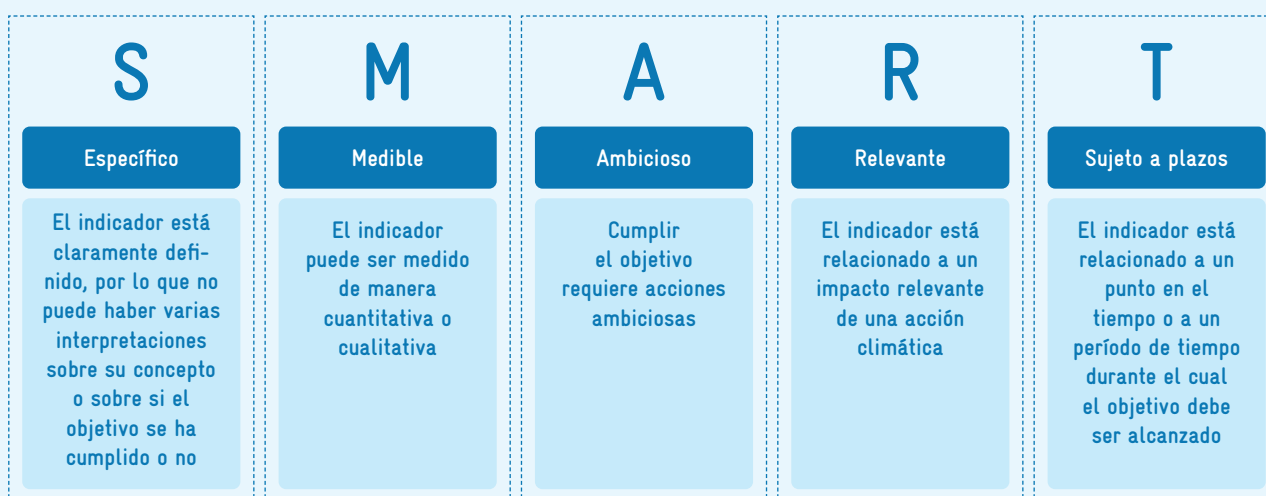 S
Específico
El indicador está
claramente defi-
nido, por lo que no
puede haber varias
interpretaciones
sobre su concepto
o sobre si el
objetivo se ha
cumplido o no
M
Medible
El indicador
puede ser medido
de manera
cuantitativa o
cualitativa
A
Ambicioso
Cumplir
el objetivo
requiere acciones
ambiciosas
R
Relevante
El indicador está
relacionado a un
impacto relevante
de una acción
climática
T
Sujeto a plazos
El indicador está
relacionado a un
punto en el
tiempo o a un
período de tiempo
durante el cual
el objetivo debe
ser alcanzado